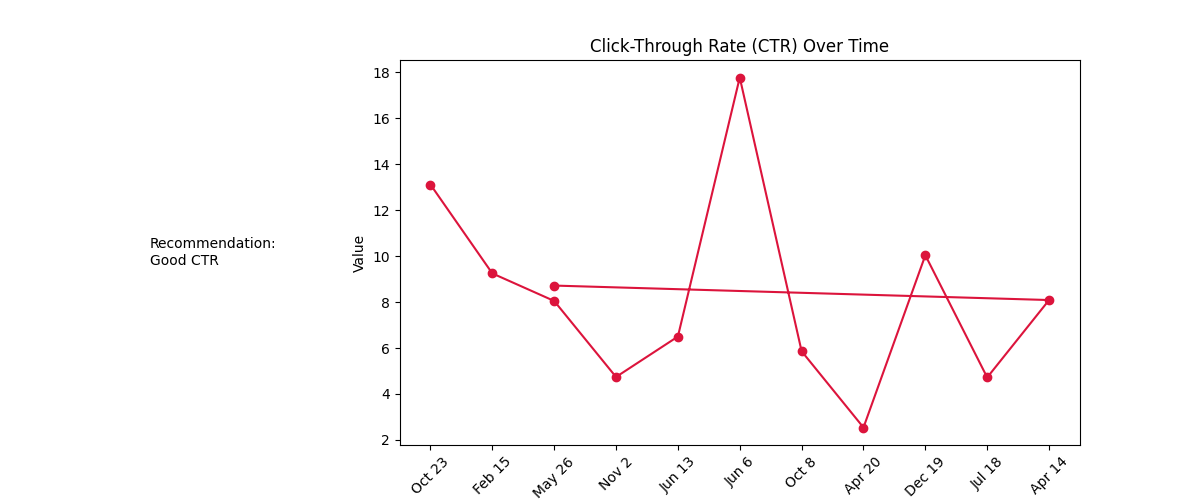 Click-Through Rate (CTR) Over Time
Recommendation:
Good CTR
Value
18
16
14
12
10
8
6
4
2
Oct 23
Feb 15
May 26
Nov 2
Jun 13
Jun 6
Oct 8
Apr 20
Dec 19
Jul 18
Apr 14